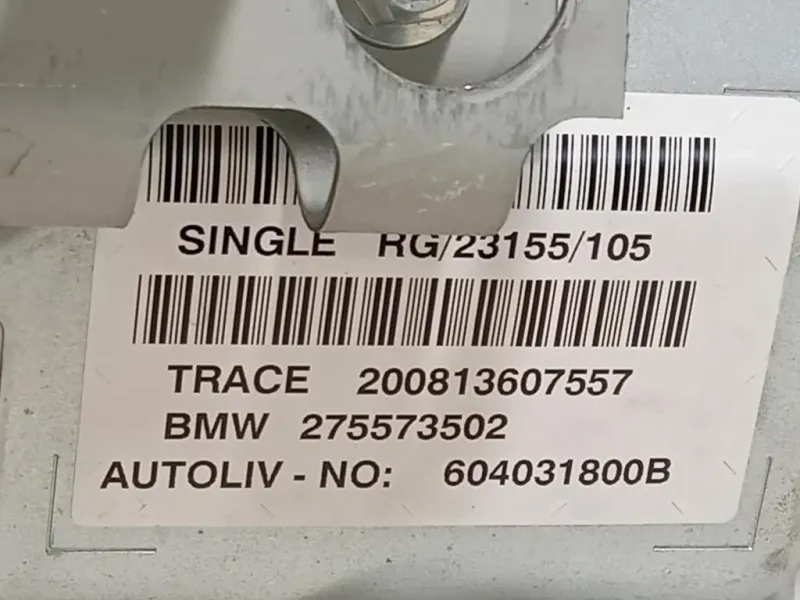 SINGLE RG/23155/105
TRACE 200813607557
BMW 275573502
AUTOLIV - NO: 604031800B